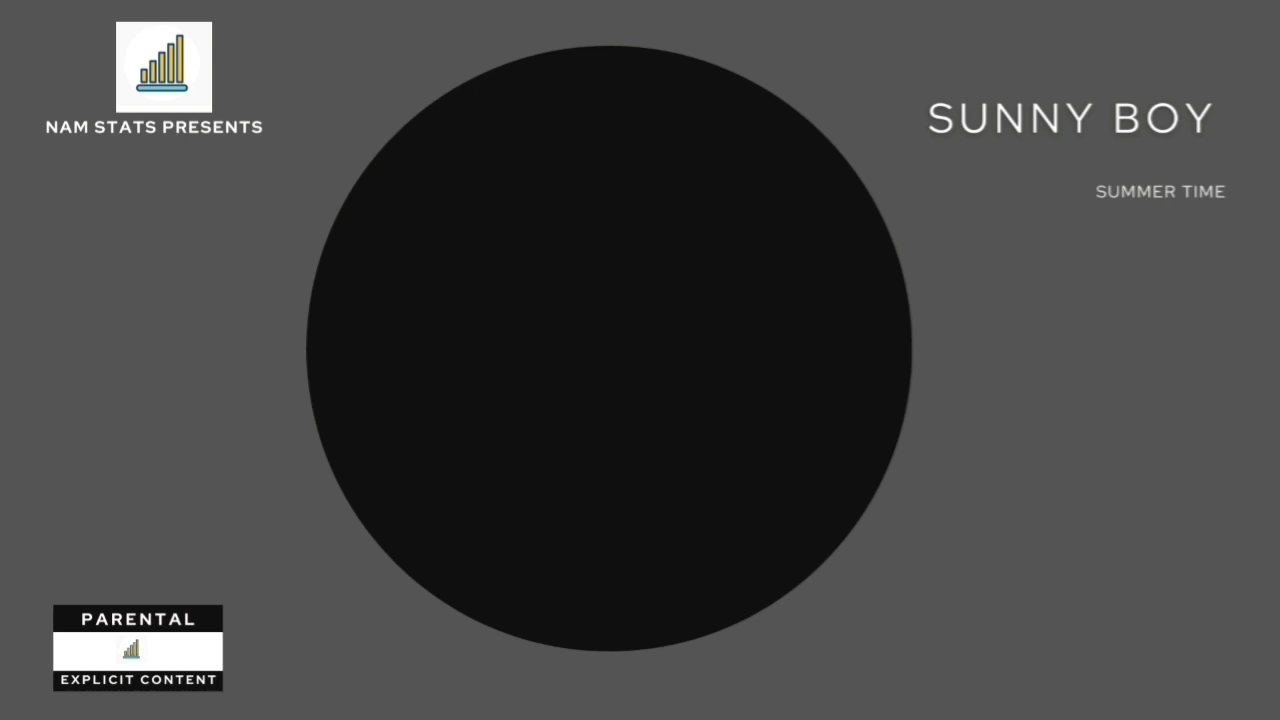 NAM STATS PRESENTS
SUNNY BOY
SUMMER TIME
PARENTAL
EXPLICIT CONTENT